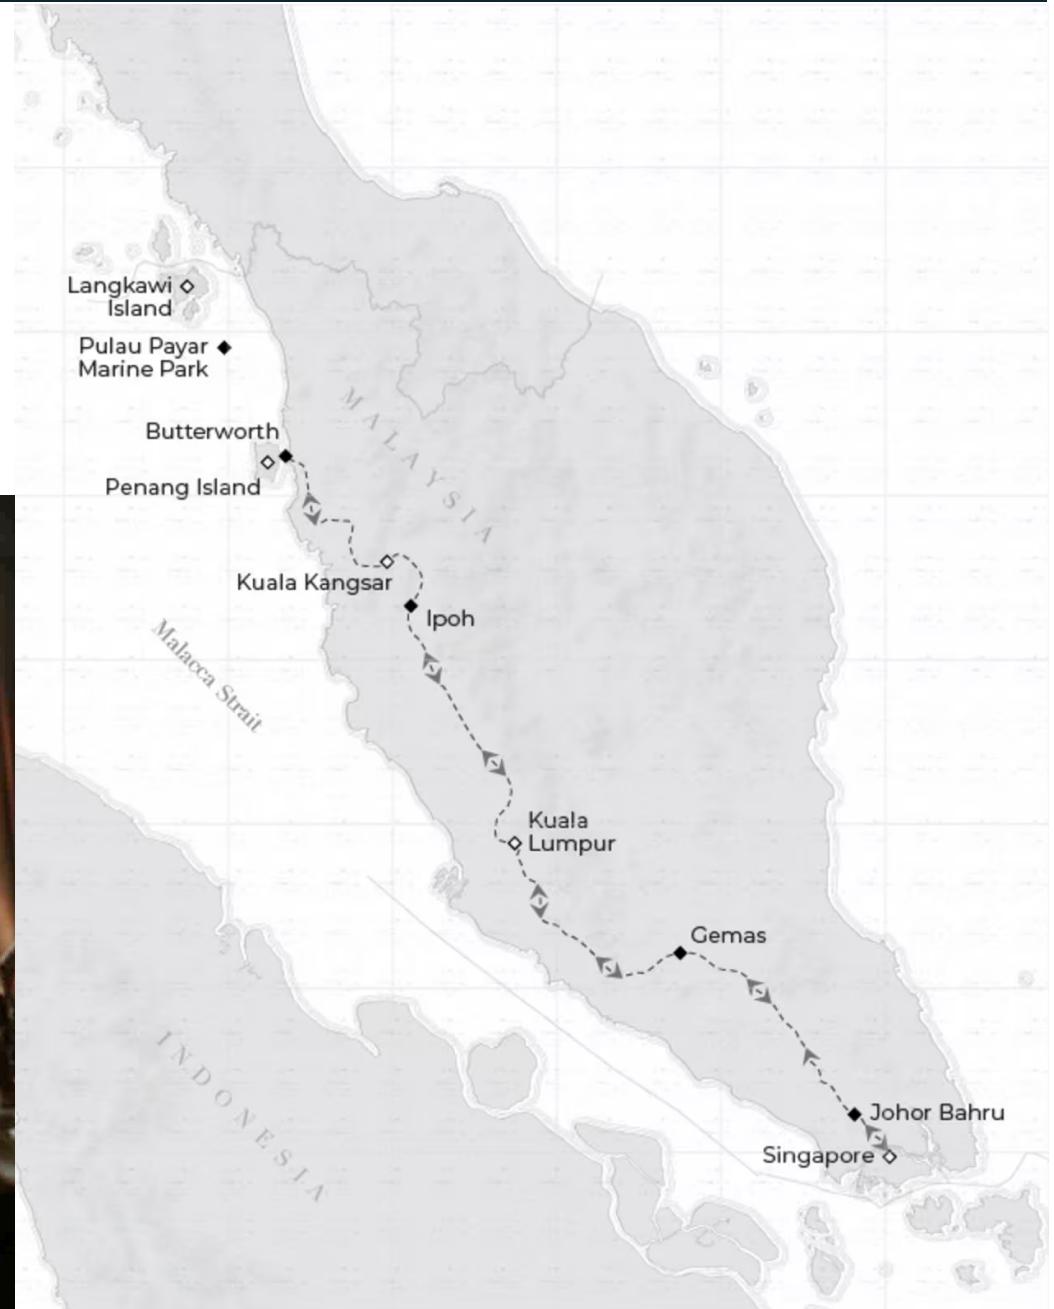 Langkawi
Island
Pulau Payar
Marine Park
MALAYSIA
Butterworth
Penang Island
Kuala Kangsar
Ipoh
Malacca Strait
Kuala
Lumpur
Gemas
INDONESIA
Johor Bahru
Singapore